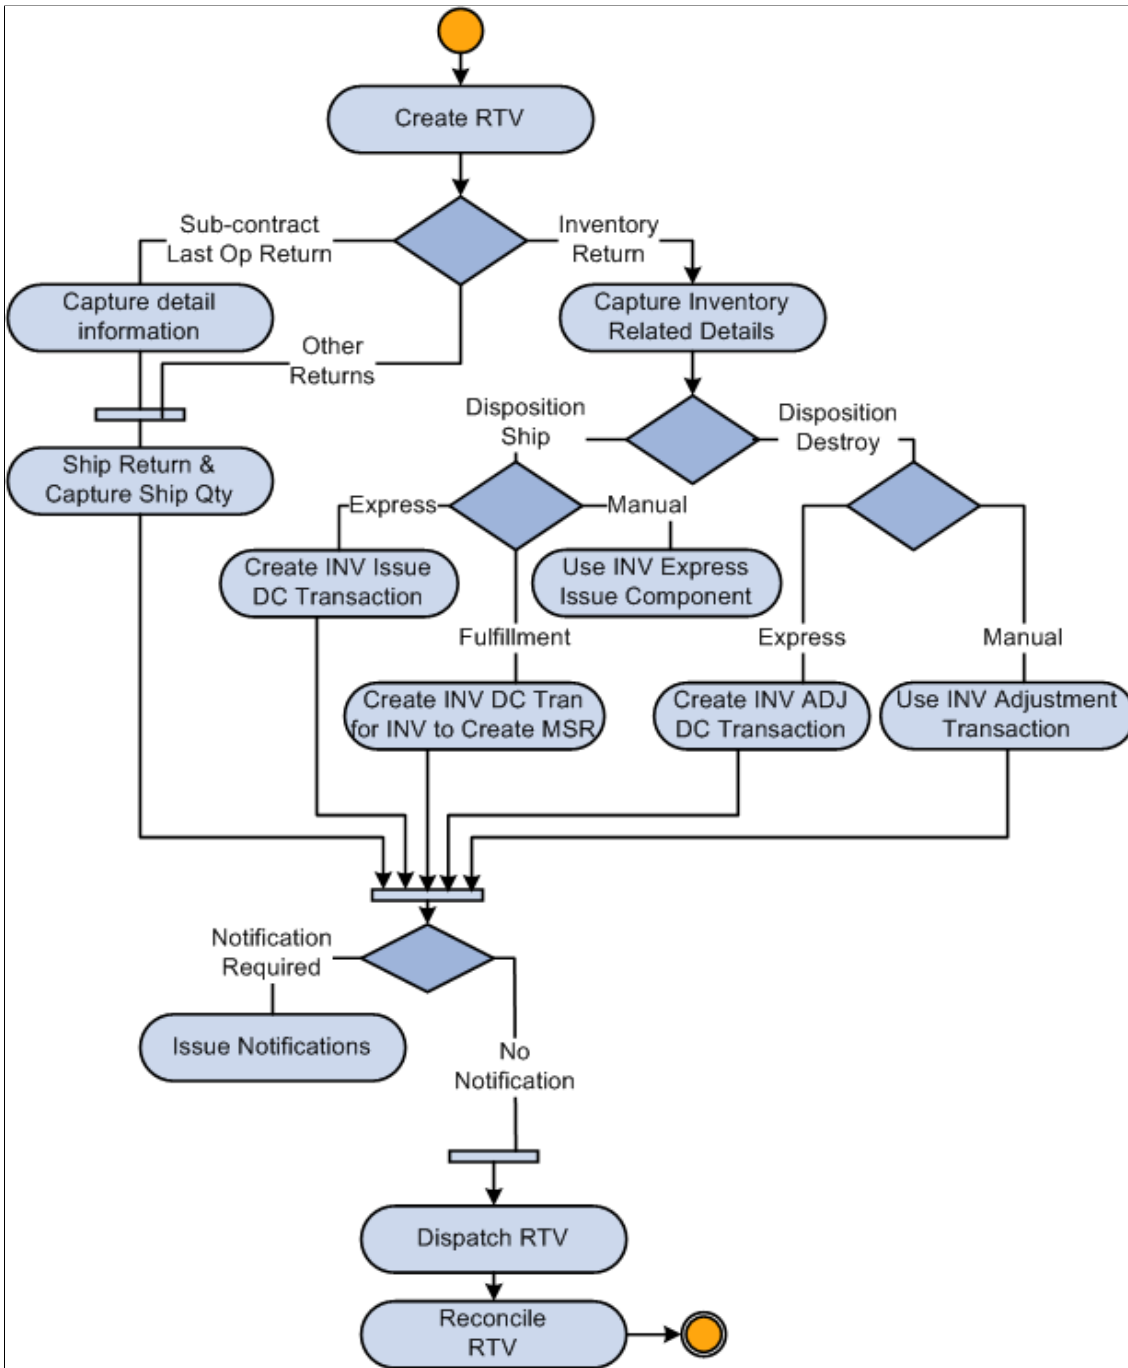 Create RTV
Sub-contract
Last Op Return
Inventory
Return
Capture detail
information
Capture Inventory
Related Details
Other
Returns
Disposition
Ship
Disposition
Destroy
Ship Return &
Capture Ship Qty
Express
Manual
Create INV Issue
DC Transaction
Use INV Express
Issue Component
Fulfillment
Express
Manual
Create INV DC Tran
for INV to Create MSR
Create INV ADJ
DC Transaction
Use INV Adjustment
Transaction
Notification
Required
Issue Notifications
No
Notification
Dispatch RTV
Reconcile
RTV